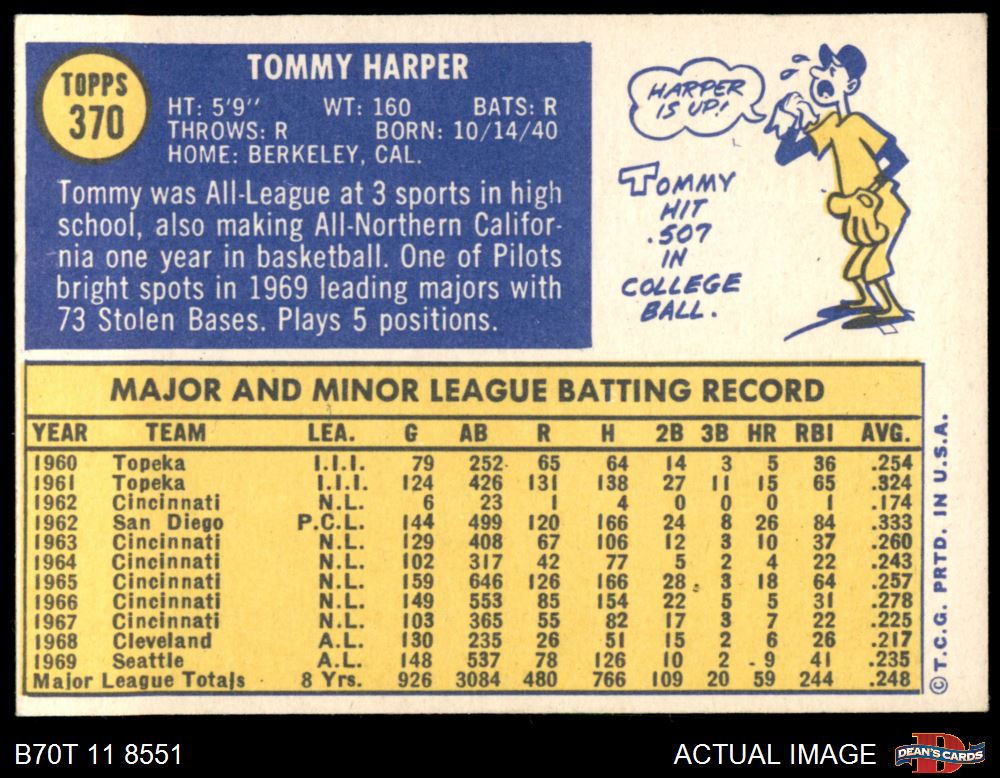 TOPPS
370
TOMMY HARPER
HT: 5'9'' WT: 160 BATS: R
THROWS: R BORN: 10/14/40
HOME: BERKELEY, CAL.
Tommy was All-League at 3 sports in high
school, also making All-Northern Califor-
nia one year in basketball. One of Pilots
bright spots in 1969 leading majors with
73 Stolen Bases. Plays 5 positions.
HARPER
IS UP!
TOMMY
HIT
.507
IN
COLLEGE
BALL.
MAJOR AND MINOR LEAGUE BATTING RECORD
YEAR TEAM LEA. G AB R H 2B 3B HR RBI AVG.
1960 Topeka I.I.I. 79 252 65 64 14 3 5 36 .254
1961 Topeka I.I.I. 124 426 131 138 27 11 15 65 .324
1962 Cincinnati N.L. 6 23 1 4 0 0 0 1 .174
1962 San Diego P.C.L. 144 499 120 166 24 8 26 84 .333
1963 Cincinnati N.L. 129 408 67 106 12 3 10 37 .260
1964 Cincinnati N.L. 102 317 42 77 5 2 4 22 .243
1965 Cincinnati N.L. 159 646 126 166 28 3 18 64 .257
1966 Cincinnati N.L. 149 553 85 154 22 5 5 31 .278
1967 Cincinnati N.L. 103 365 55 82 17 3 7 22 .225
1968 Cleveland A.L. 130 235 26 51 15 2 6 26 .217
1969 Seattle A.L. 148 537 78 126 10 2 9 41 .235
Major League Totals 8 Yrs. 926 3084 480 766 109 20 59 244 .248
© T.C.G. PRTD. IN U.S.A.
B70T 11 8551
ACTUAL IMAGE
D
DEAN'S CARDS